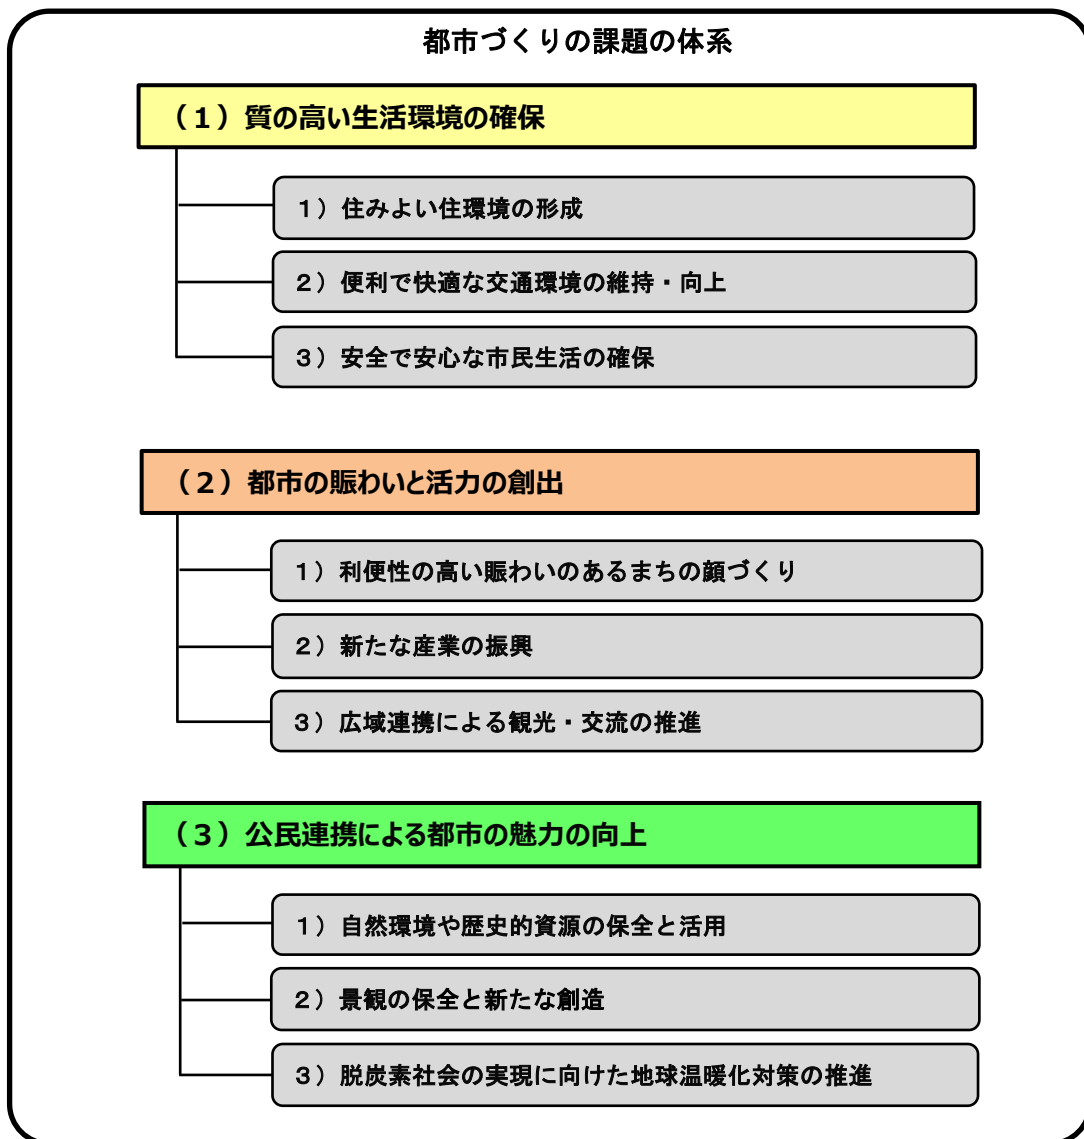 都市づくりの課題の体系
（１）質の高い生活環境の確保
１）住みよい住環境の形成
２）便利で快適な交通環境の維持・向上
３）安全で安心な市民生活の確保
（２）都市の賑わいと活力の創出
１）利便性の高い賑わいのあるまちの顔づくり
２）新たな産業の振興
３）広域連携による観光・交流の推進
（３）公民連携による都市の魅力の向上
１）自然環境や歴史的資源の保全と活用
２）景観の保全と新たな創造
３）脱炭素社会の実現に向けた地球温暖化対策の推進